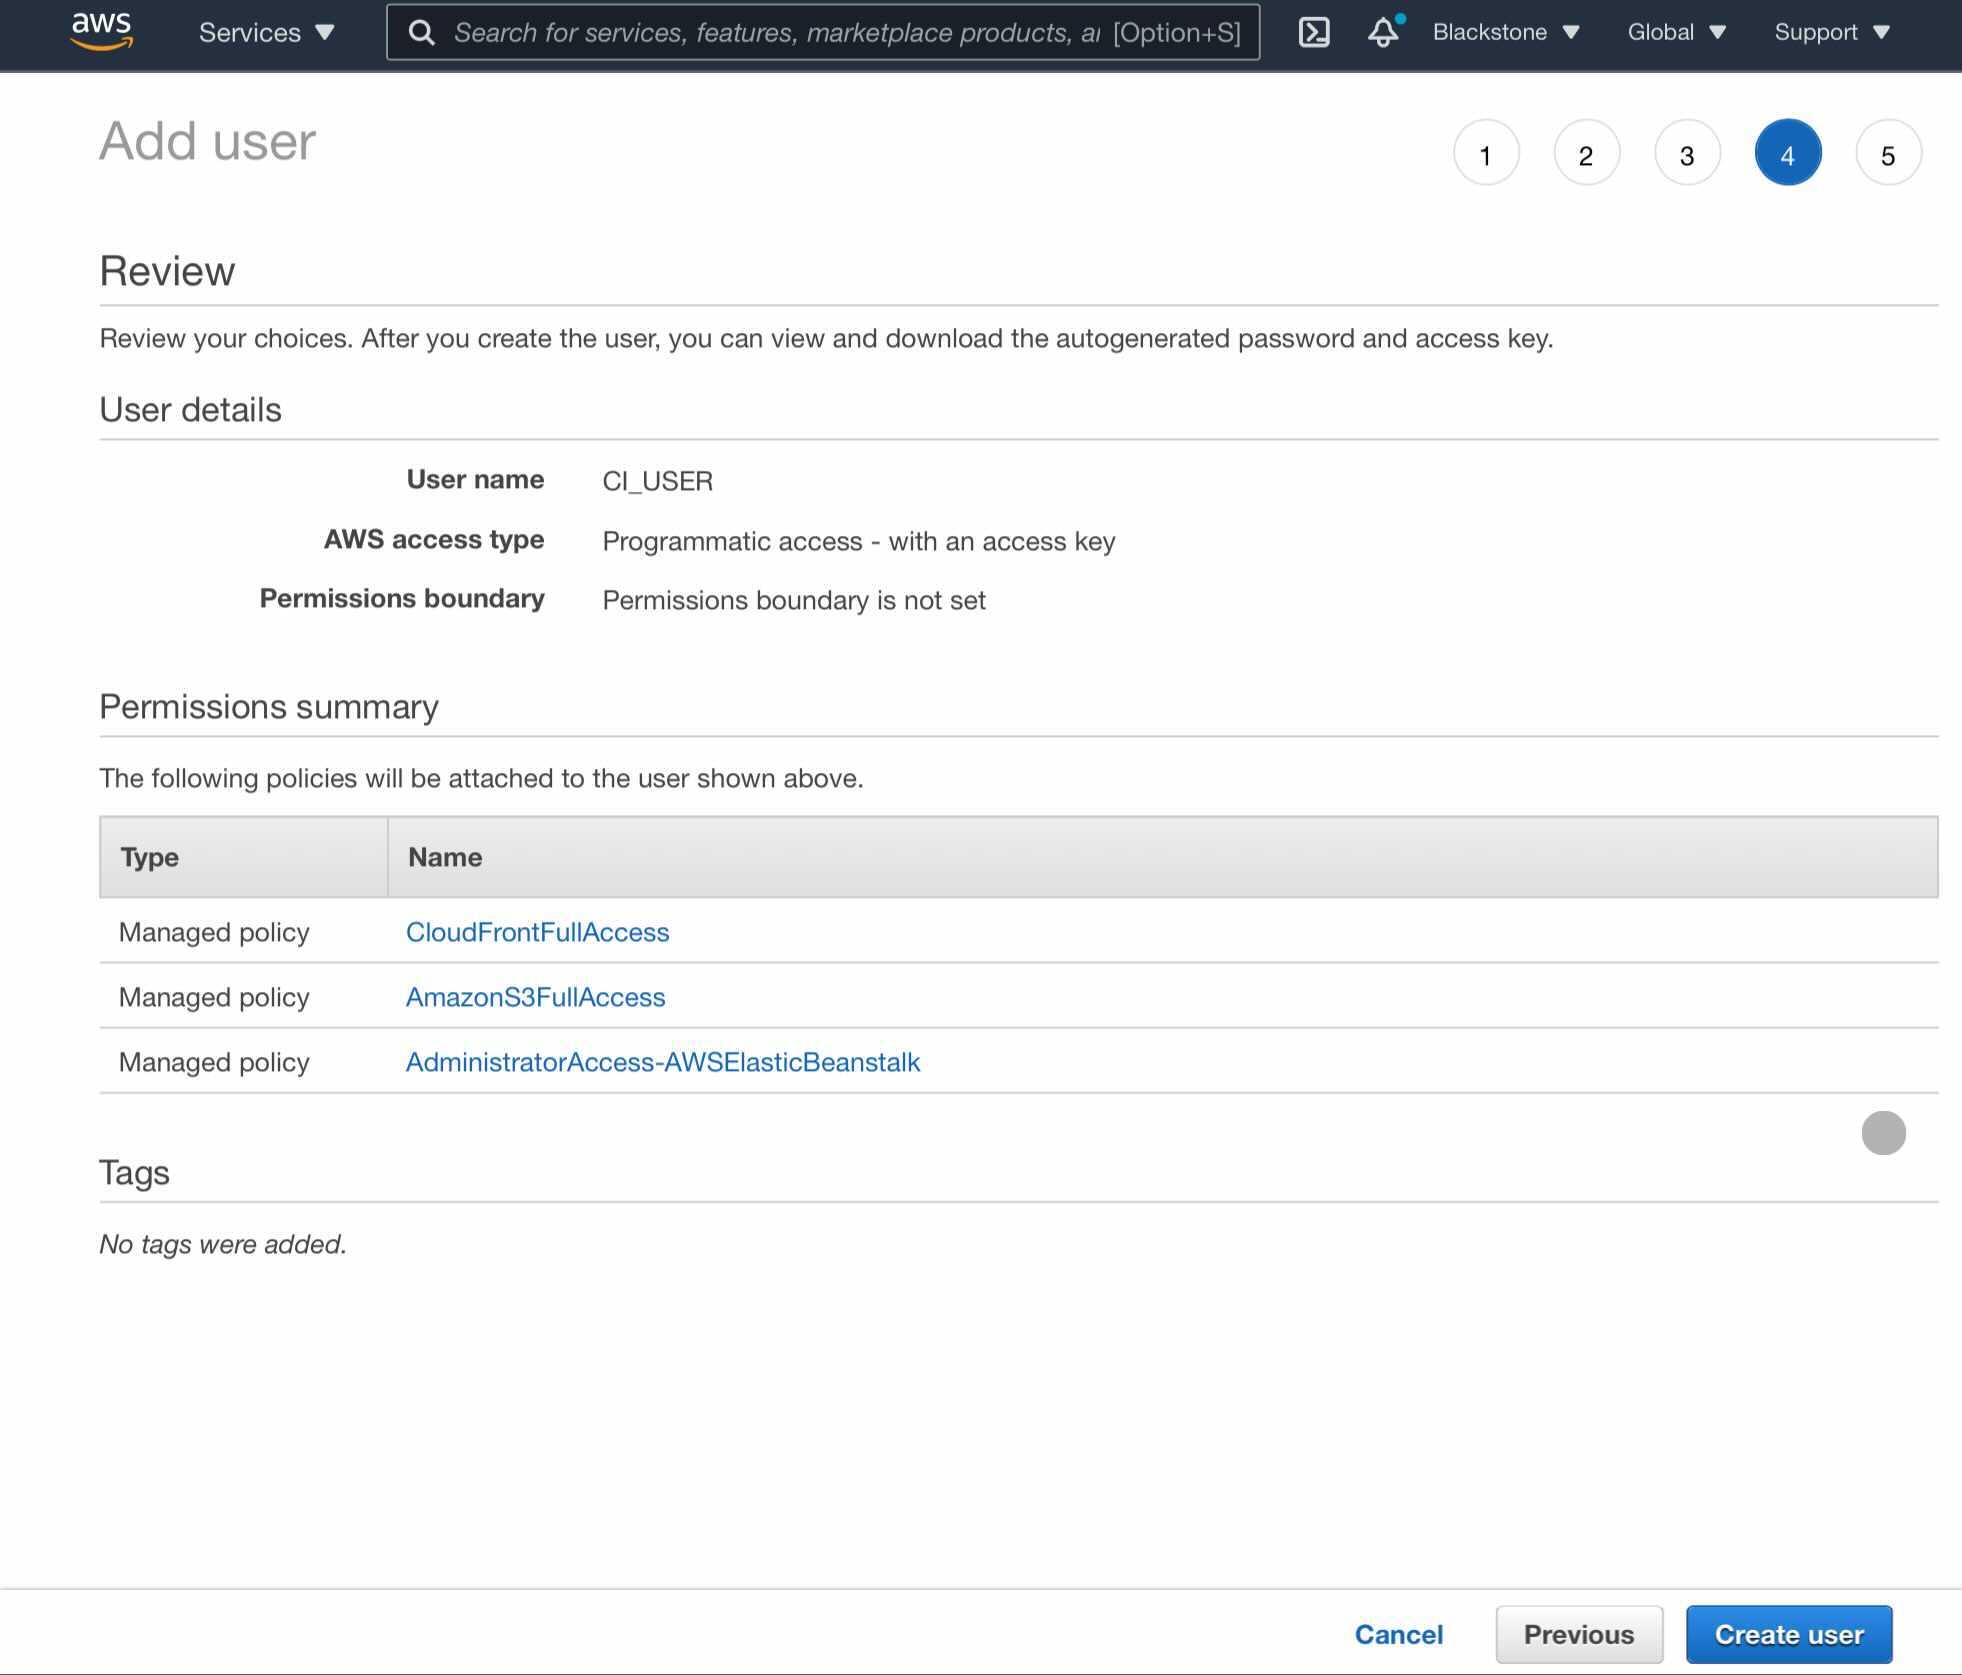 aws Services Search for services, features, marketplace products, ar [Option+S] Blackstone Global Support
Add user
1 2 3 4 5
Review
Review your choices. After you create the user, you can view and download the autogenerated password and access key.
User details
User name CI_USER
AWS access type Programmatic access - with an access key
Permissions boundary Permissions boundary is not set
Permissions summary
The following policies will be attached to the user shown above.
Type Name
Managed policy CloudFrontFullAccess
Managed policy AmazonS3FullAccess
Managed policy AdministratorAccess-AWSElasticBeanstalk
Tags
No tags were added.
Cancel Previous Create user